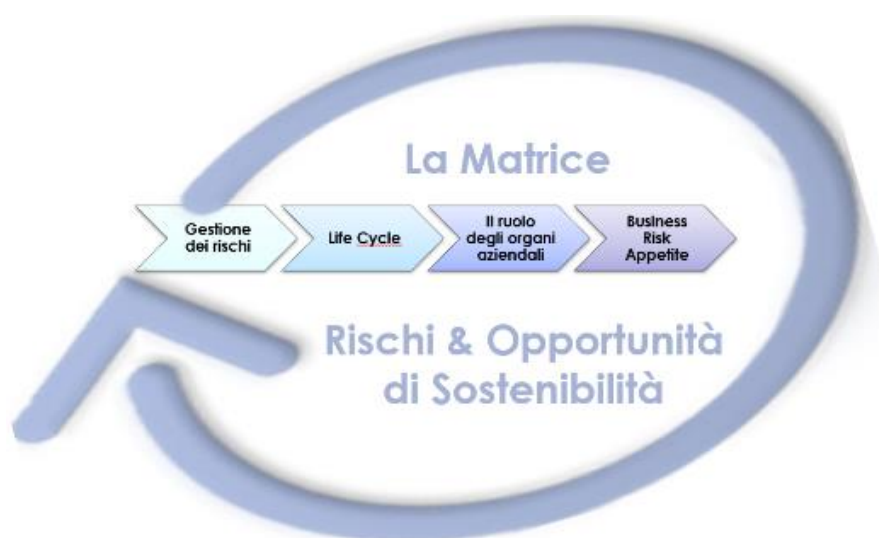 La Matrice
Gestione
dei rischi
Life Cycle
Il ruolo
degli organi
aziendali
Business
Risk
Appetite
Rischi & Opportunità
di Sostenibilità